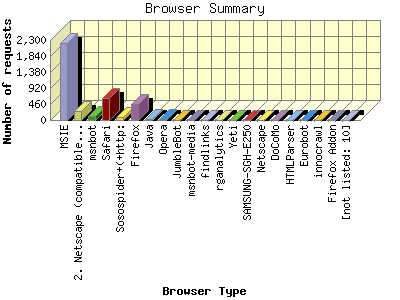 Browser Summary
Number of requests
2,300
1,840
1,380
920
460
0
MSIE
2. Netscape (compatible...
msnbot
Safari
Sosospider+(+http:
Firefox
Java
Opera
JumbleBot
msnbot-media
findlinks
rganalytics
Yeti
SAMSUNG-SGH-E250
Netscape
DoCoMo
HTMLParser
Eurobot
innocrawl
Firefox Addon
[not listed: 10]
Browser Type